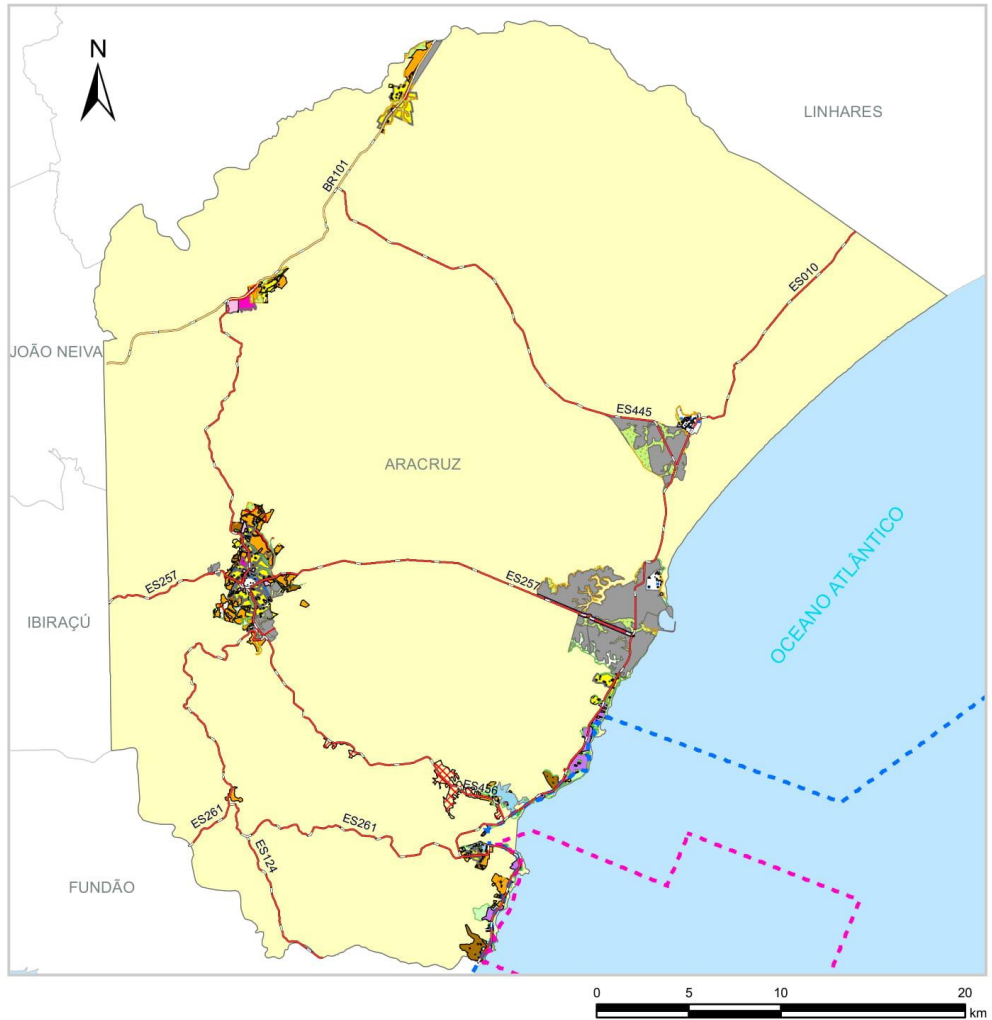 N
LINHARES
BR101
ES010
JOÃO NEIVA
ES445
ARACRUZ
OCEANO ATLÂNTICO
ES257
ES257
IBIRAÇÚ
ES456
ES261
ES261
ES124
FUNDÃO
0 5 10 20
km